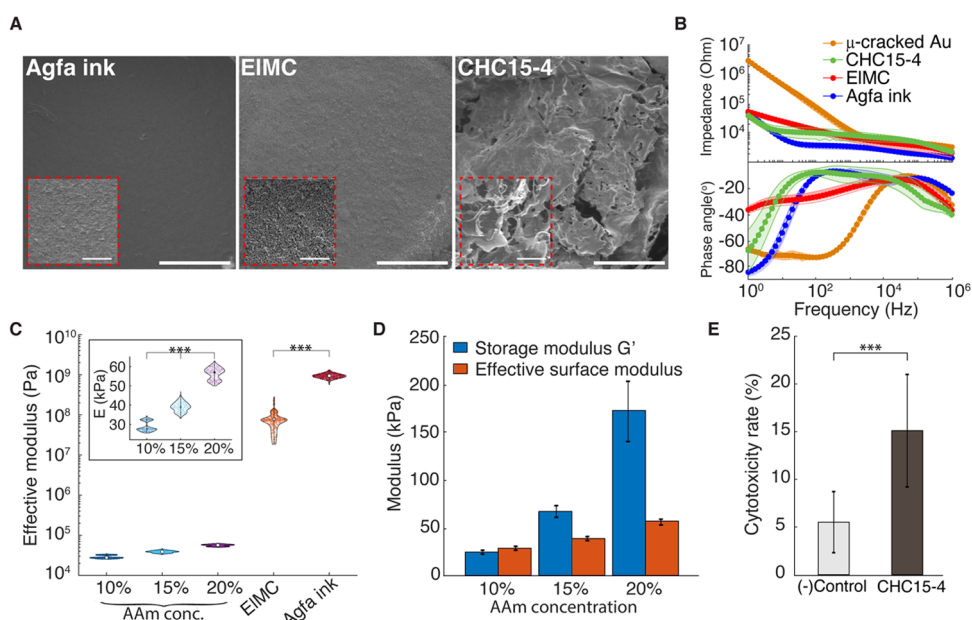 A
Agfa ink
EIMC
CHC15-4
B
Impedance (Ohm)
10⁷
10⁶
10⁵
10⁴
μ-cracked Au
CHC15-4
EIMC
Agfa ink
Phase angle(°)
-20
-40
-60
-80
10⁰ 10² 10⁴ 10⁶
Frequency (Hz)
C
Effective modulus (Pa)
10¹⁰
10⁹
10⁸
10⁷
10⁶
10⁵
10⁴
E (kPa)
60
50
40
30
***
10% 15% 20%
***
10% 15% 20% EIMC Agfa ink
AAm conc.
D
Modulus (kPa)
250
200
150
100
50
0
Storage modulus G'
Effective surface modulus
10% 15% 20%
AAm concentration
E
Cytotoxicity rate (%)
25
20
15
10
5
0
***
(-)Control CHC15-4